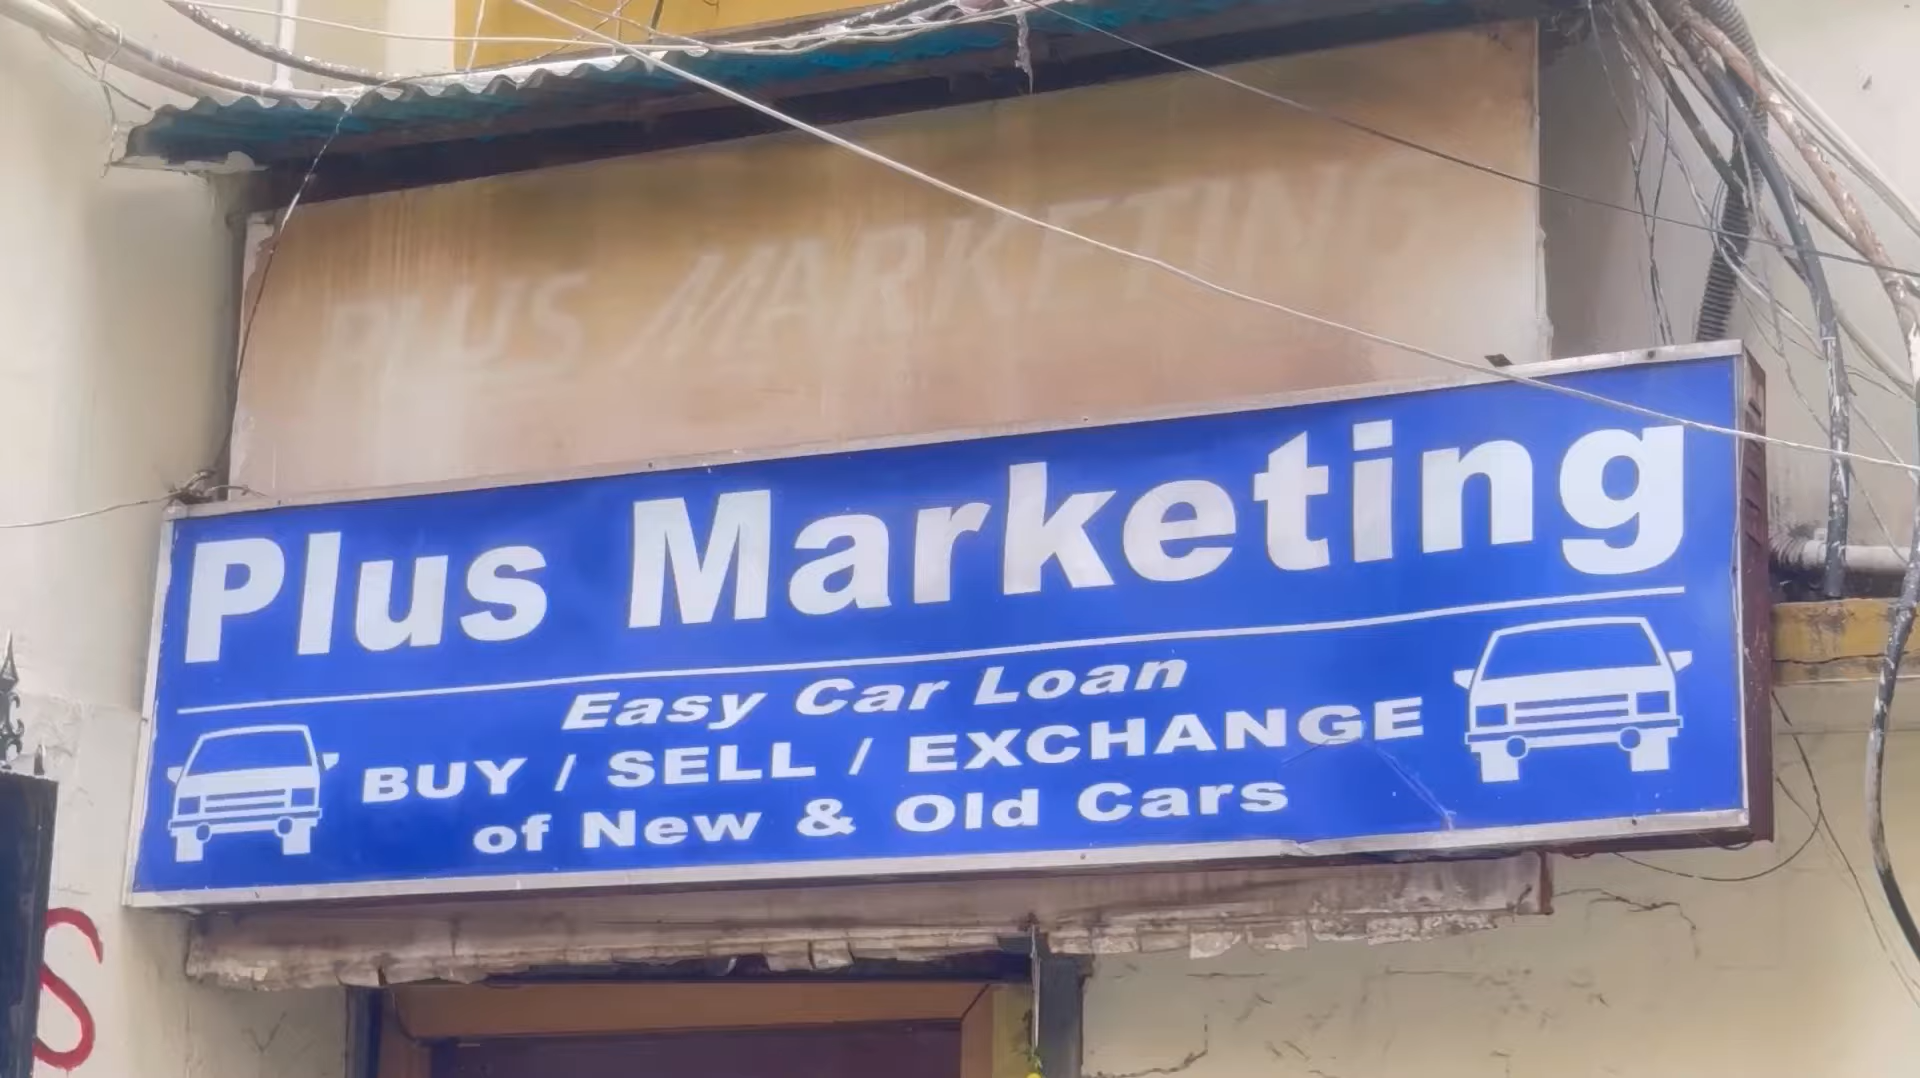 PLUS MARKETING
Plus Marketing
Easy Car Loan
BUY / SELL / EXCHANGE
of New & Old Cars
S